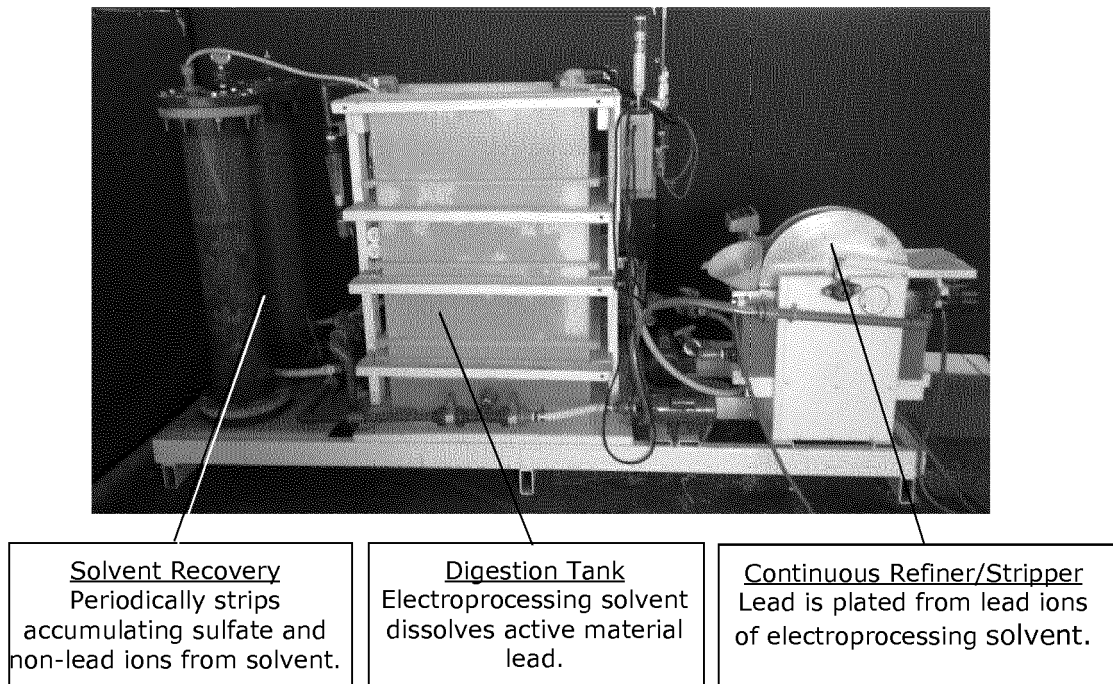 Solvent Recovery
Periodically strips
accumulating sulfate and
non-lead ions from solvent.
Digestion Tank
Electroprocessing solvent
dissolves active material
lead.
Continuous Refiner/Stripper
Lead is plated from lead ions
of electroprocessing solvent.